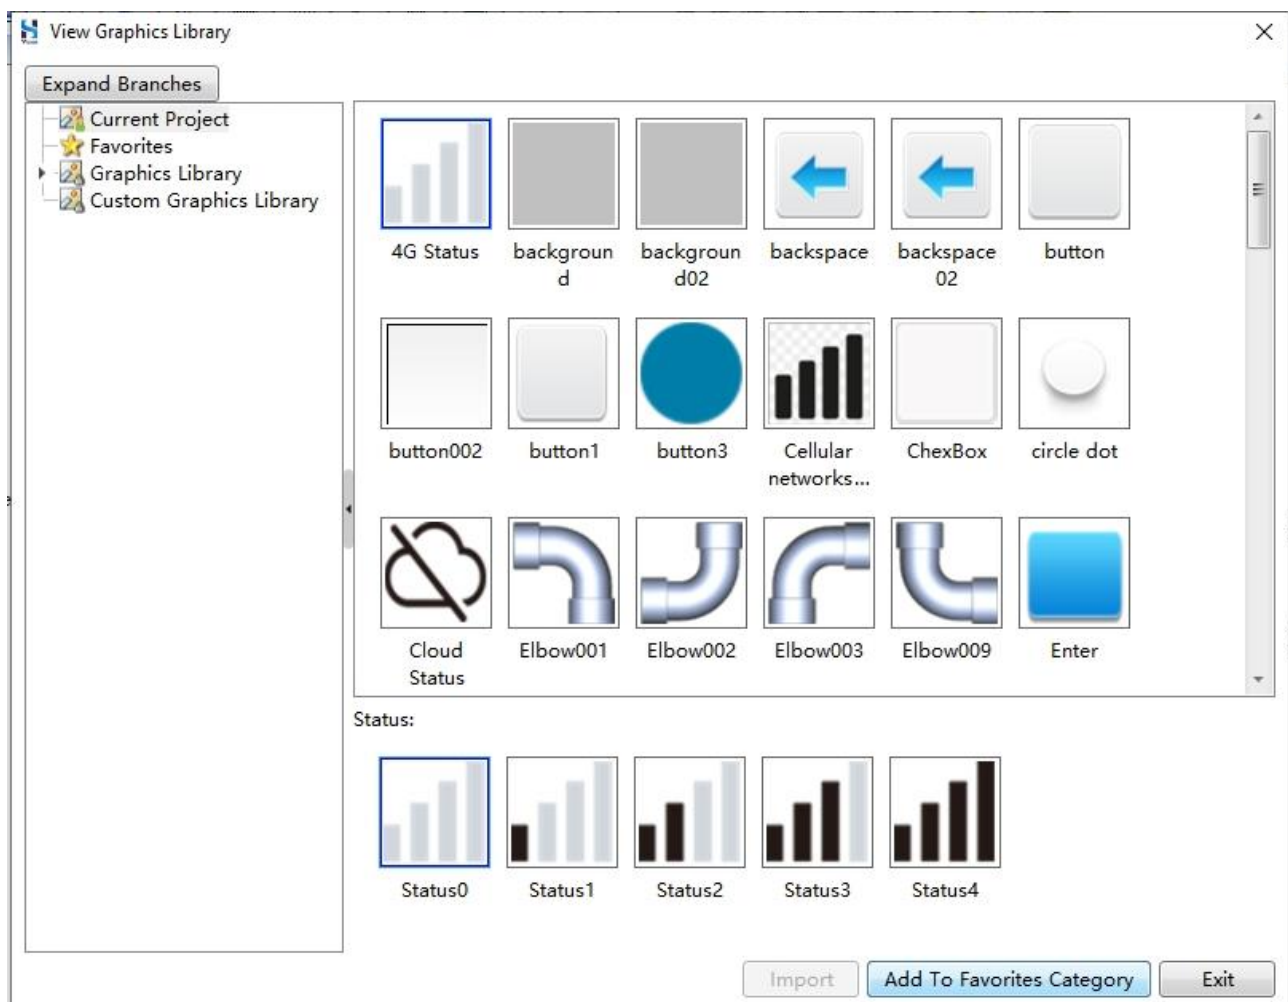 View Graphics Library
Expand Branches
Current Project
Favorites
Graphics Library
Custom Graphics Library
4G Status
backgroun
d
backgroun
d02
backspace
backspace
02
button
button002
button1
button3
Cellular
networks...
ChexBox
circle dot
Cloud
Status
Elbow001
Elbow002
Elbow003
Elbow009
Enter
Status:
Status0
Status1
Status2
Status3
Status4
Import
Add To Favorites Category
Exit